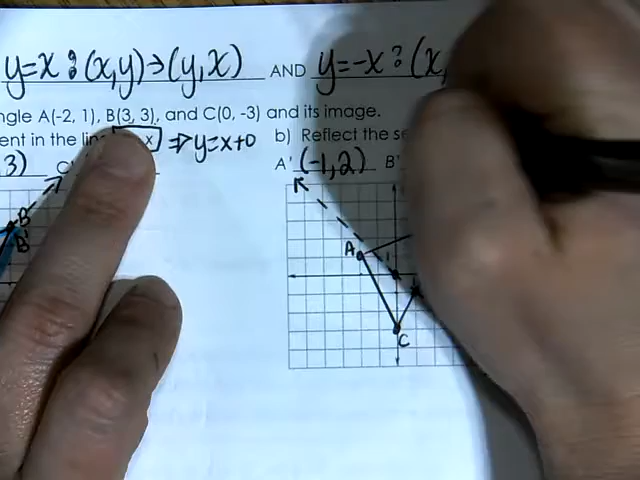 y=x : (x,y)→(y,x) AND y=-x : (x,
ngle A(-2, 1), B(3, 3), and C(0, -3) and its image.
ent in the lin x ⇒ y=x+0 b) Reflect the se
3) C A' (-1,2) B'
B
B'
A
C